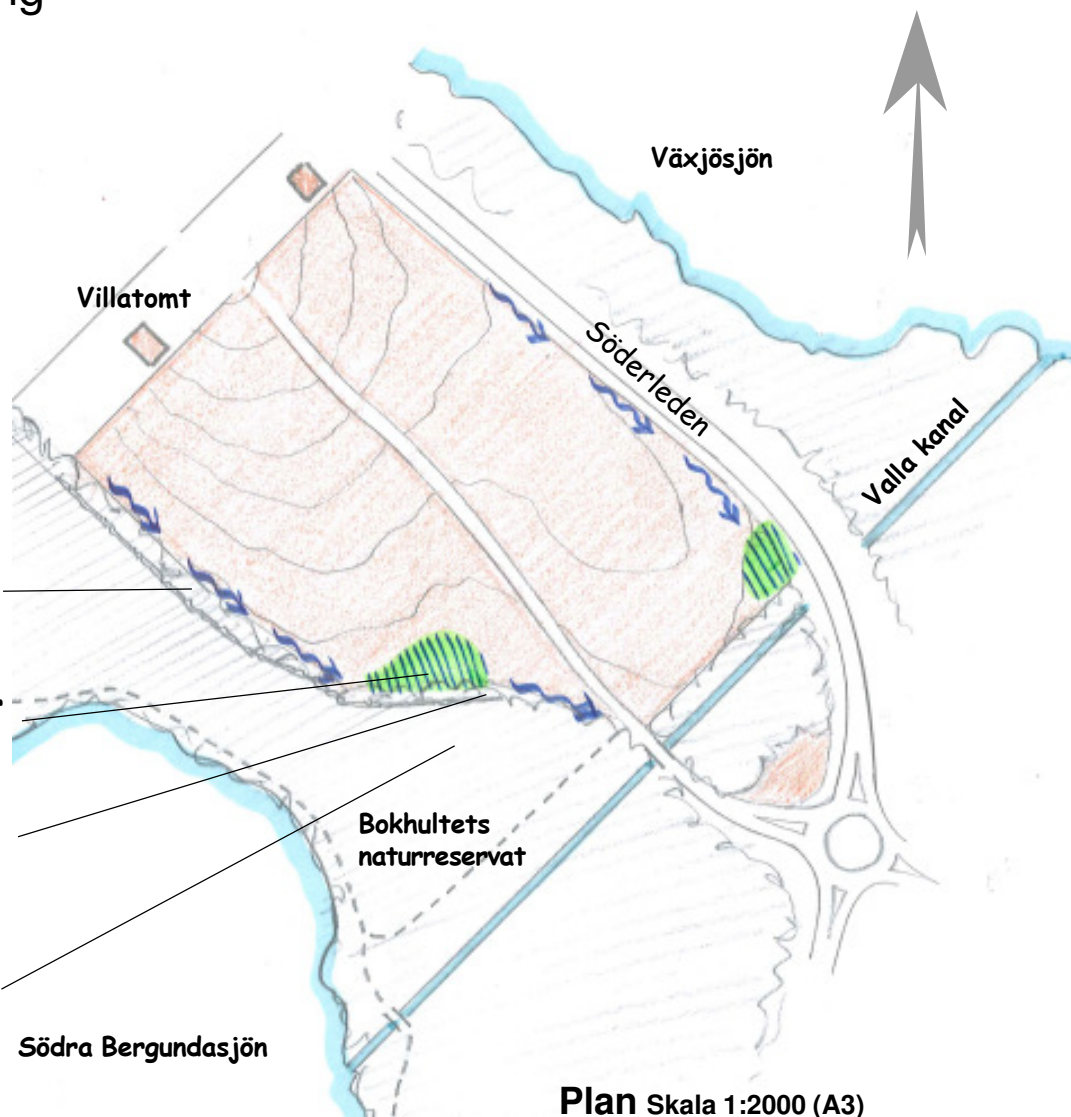 Växjösjön
Villatomt
Söderleden
Valla kanal
Bokhultets
naturreservat
Södra Bergundasjön
Plan Skala 1:2000 (A3)